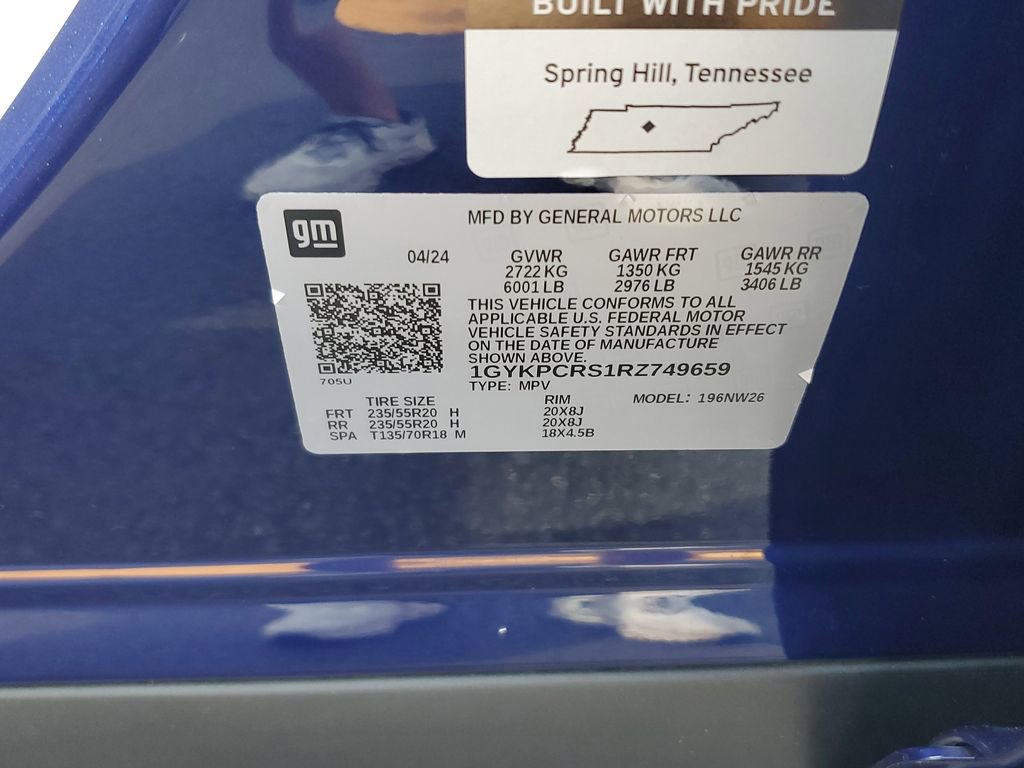 BUILT WITH PRIDE
Spring Hill, Tennessee
gm
MFD BY GENERAL MOTORS LLC
04/24 GVWR GAWR FRT GAWR RR
2722 KG 1350 KG 1545 KG
6001 LB 2976 LB 3406 LB
THIS VEHICLE CONFORMS TO ALL
APPLICABLE U.S. FEDERAL MOTOR
VEHICLE SAFETY STANDARDS IN EFFECT
ON THE DATE OF MANUFACTURE
SHOWN ABOVE.
1GYKPCRS1RZ749659
705U
TYPE: MPV
MODEL: 196NW26
TIRE SIZE RIM
FRT 235/55R20 H 20X8J
RR 235/55R20 H 20X8J
SPA T135/70R18 M 18X4.5B